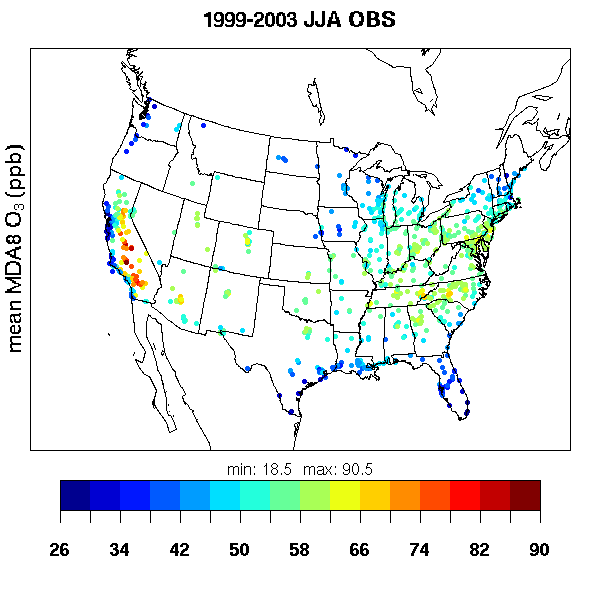 1999-2003 JJA OBS
mean MDA8 O₃ (ppb)
min: 18.5 max: 90.5
26 34 42 50 58 66 74 82 90